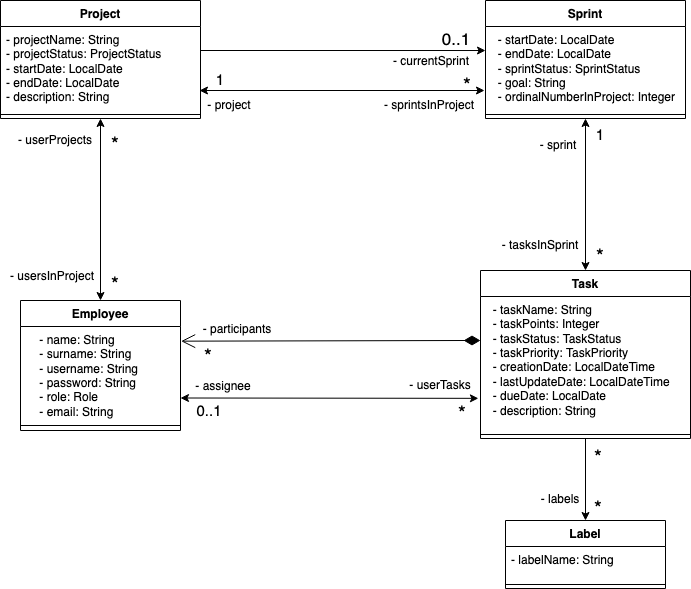 Project
- projectName: String
- projectStatus: ProjectStatus
- startDate: LocalDate
- endDate: LocalDate
- description: String
Sprint
- startDate: LocalDate
- endDate: LocalDate
- sprintStatus: SprintStatus
- goal: String
- ordinalNumberInProject: Integer
0..1
- currentSprint
1
*
- project
- sprintsInProject
- userProjects
*
- usersInProject
*
1
- sprint
- tasksInSprint
*
Employee
- name: String
- surname: String
- username: String
- password: String
- role: Role
- email: String
- participants
*
- assignee
0..1
- userTasks
*
Task
- taskName: String
- taskPoints: Integer
- taskStatus: TaskStatus
- taskPriority: TaskPriority
- creationDate: LocalDateTime
- lastUpdateDate: LocalDateTime
- dueDate: LocalDate
- description: String
*
- labels
*
Label
- labelName: String